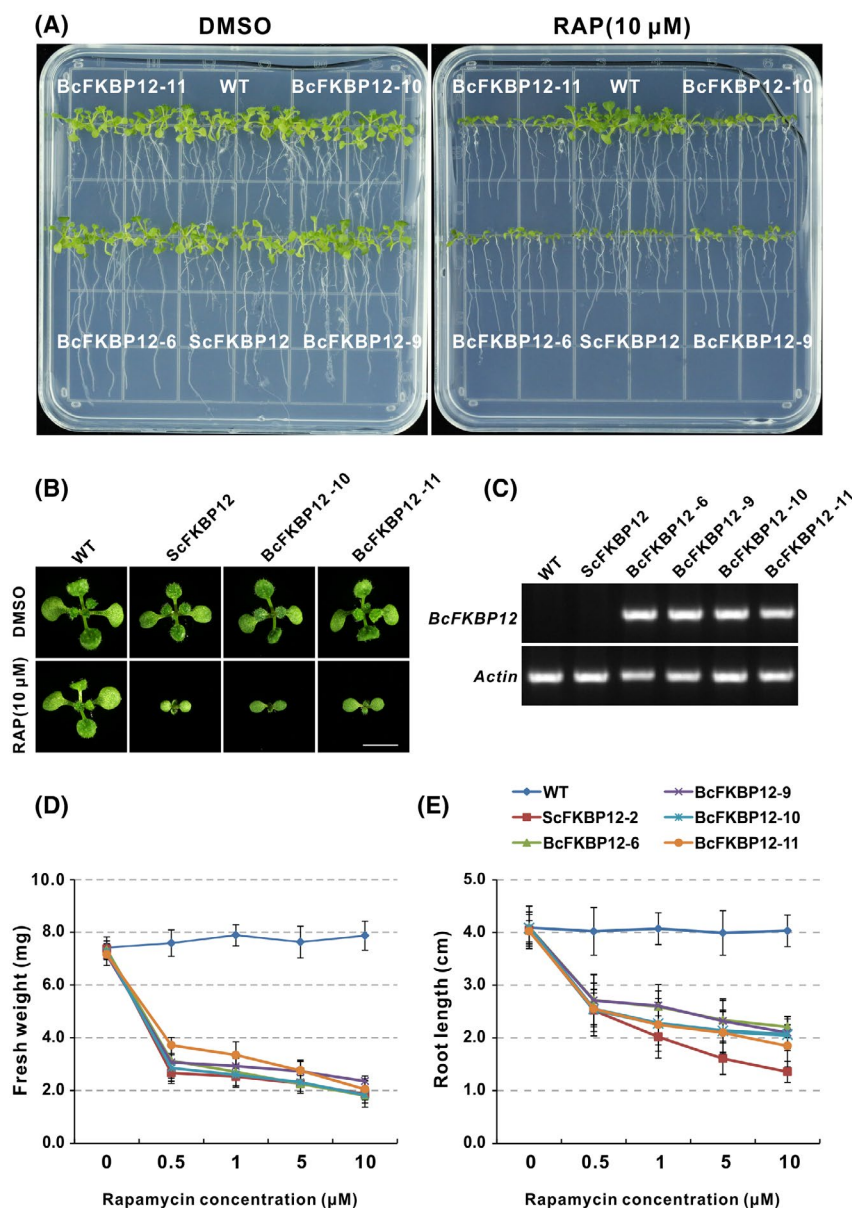 (A)
DMSO
RAP(10 µM)
BcFKBP12-11 WT BcFKBP12-10
BcFKBP12-11 WT BcFKBP12-10
BcFKBP12-6 ScFKBP12 BcFKBP12-9
BcFKBP12-6 ScFKBP12 BcFKBP12-9
(B)
WT
ScFKBP12
BcFKBP12-10
BcFKBP12-11
DMSO
RAP(10 µM)
(C)
WT
ScFKBP12
BcFKBP12-6
BcFKBP12-9
BcFKBP12-10
BcFKBP12-11
BcFKBP12
Actin
WT
ScFKBP12-2
BcFKBP12-6
BcFKBP12-9
BcFKBP12-10
BcFKBP12-11
(D)
Fresh weight (mg)
10.0
8.0
6.0
4.0
2.0
0.0
0 0.5 1 5 10
Rapamycin concentration (µM)
(E)
Root length (cm)
5.0
4.0
3.0
2.0
1.0
0.0
0 0.5 1 5 10
Rapamycin concentration (µM)